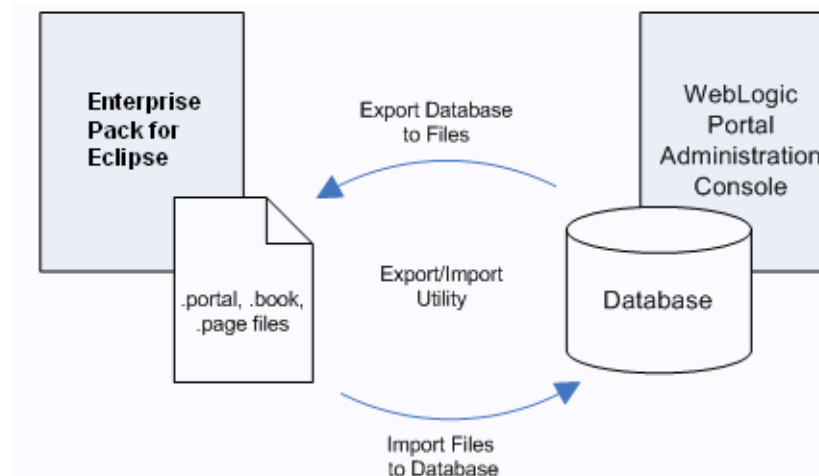 Enterprise
Pack for
Eclipse
Export Database
to Files
WebLogic
Portal
Administration
Console
.portal, .book,
.page files
Export/Import
Utility
Database
Import Files
to Database